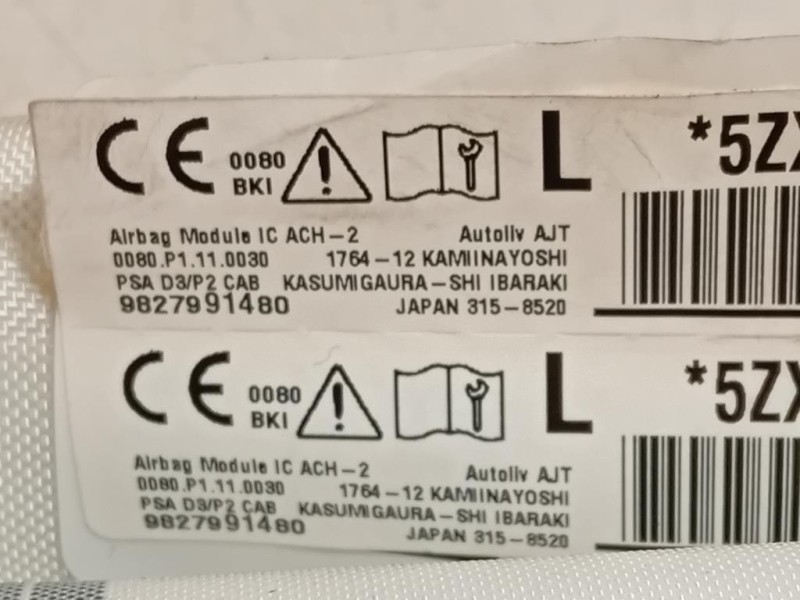 CE 0080 BKI L *5ZX
Airbag Module IC ACH-2 Autoliv AJT
0080.P1.11.0030 1764-12 KAMIINAYOSHI
PSA D3/P2 CAB KASUMIGAURA-SHI IBARAKI
9827991480 JAPAN 315-8520
CE 0080 BKI L *5ZX
Airbag Module IC ACH-2 Autoliv AJT
0080.P1.11.0030 1764-12 KAMIINAYOSHI
PSA D3/P2 CAB KASUMIGAURA-SHI IBARAKI
9827991480 JAPAN 315-8520